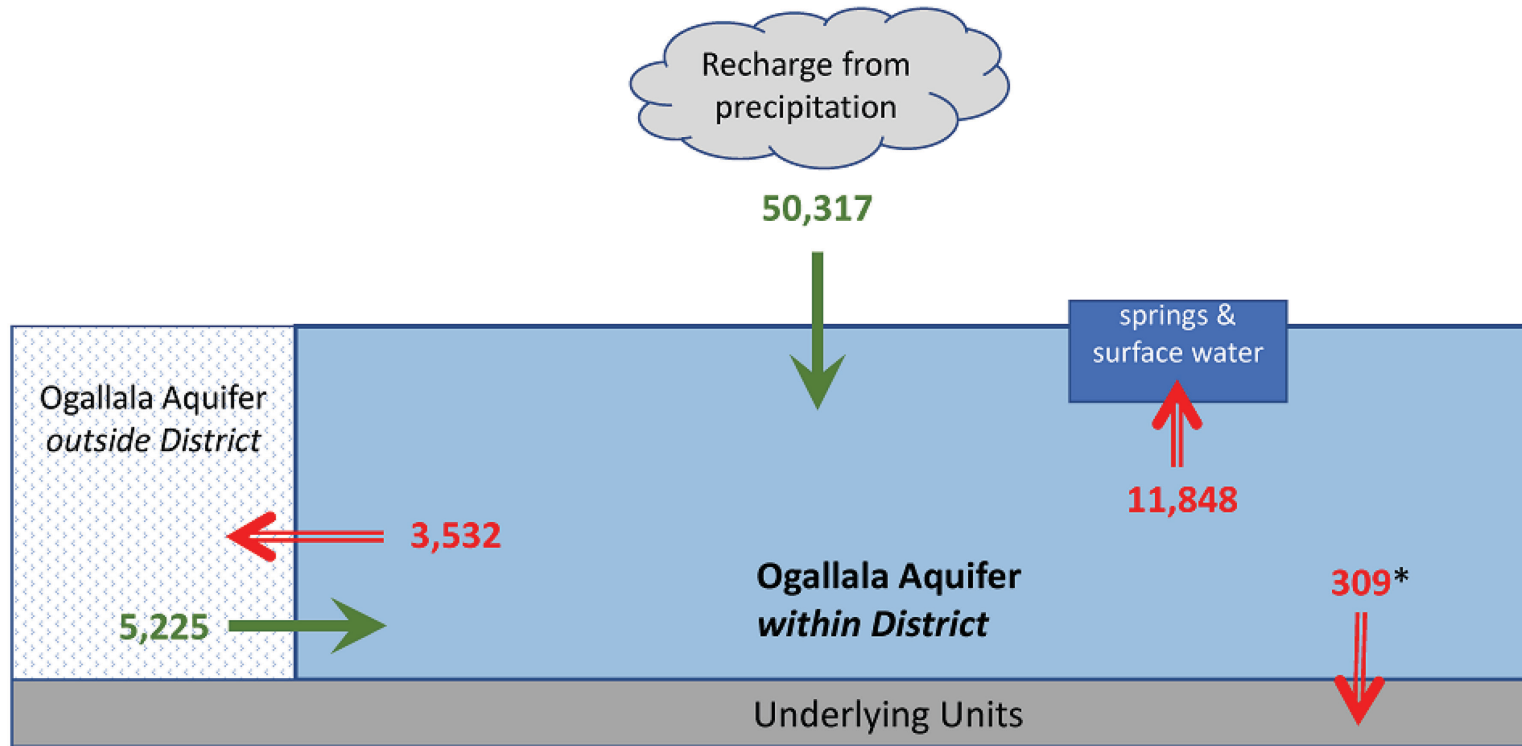 Recharge from
precipitation
50,317
springs &
surface water
Ogallala Aquifer
outside District
11,848
3,532
Ogallala Aquifer
within District
309*
5,225
Underlying Units